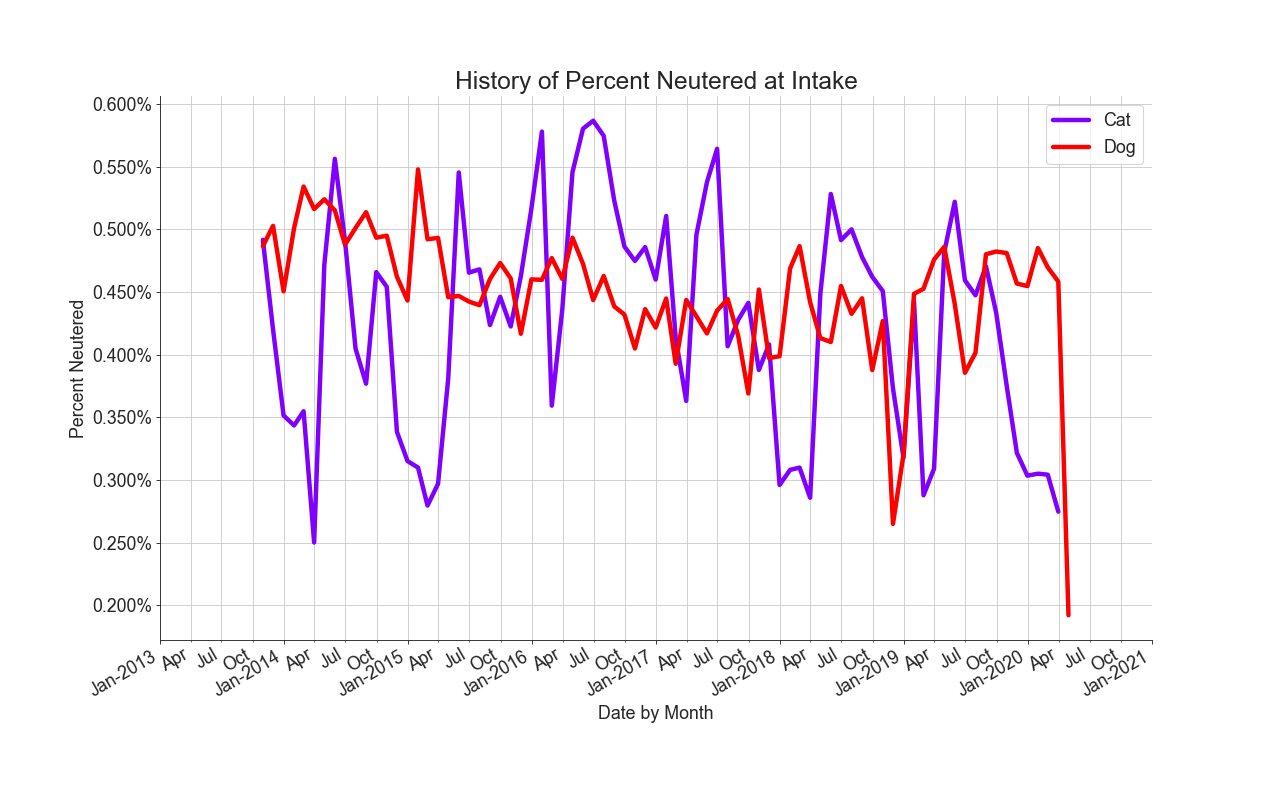 History of Percent Neutered at Intake
Cat
Dog
0.600%
0.550%
0.500%
0.450%
0.400%
0.350%
0.300%
0.250%
0.200%
Percent Neutered
Jan-2013 Apr Jul Oct Jan-2014 Apr Jul Oct Jan-2015 Apr Jul Oct Jan-2016 Apr Jul Oct Jan-2017 Apr Jul Oct Jan-2018 Apr Jul Oct Jan-2019 Apr Jul Oct Jan-2020 Apr Jul Oct Jan-2021
Date by Month